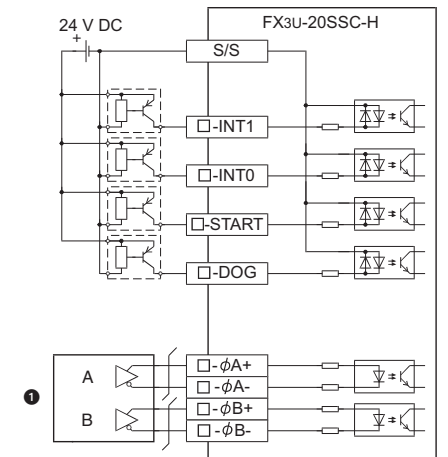 24 V DC
+
FX3U-20SSC-H
S/S
□-INT1
□-INT0
□-START
□-DOG
❶
A
B
□-ϕA+
□-ϕA-
□-ϕB+
□-ϕB-